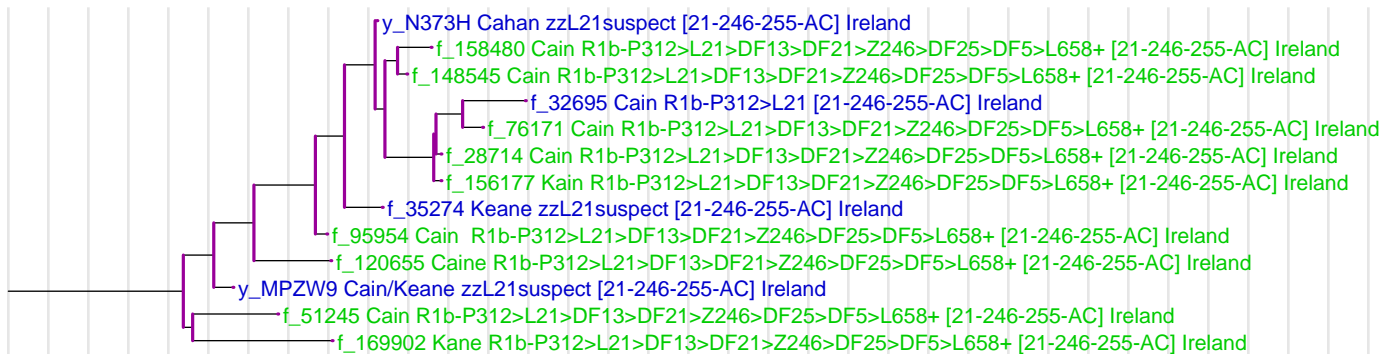 y_N373H Cahan zzL21suspect [21-246-255-AC] Ireland
f_158480 Cain R1b-P312>L21>DF13>DF21>Z246>DF25>DF5>L658+ [21-246-255-AC] Ireland
f_148545 Cain R1b-P312>L21>DF13>DF21>Z246>DF25>DF5>L658+ [21-246-255-AC] Ireland
f_32695 Cain R1b-P312>L21 [21-246-255-AC] Ireland
f_76171 Cain R1b-P312>L21>DF13>DF21>Z246>DF25>DF5>L658+ [21-246-255-AC] Ireland
f_28714 Cain R1b-P312>L21>DF13>DF21>Z246>DF25>DF5>L658+ [21-246-255-AC] Ireland
f_156177 Kain R1b-P312>L21>DF13>DF21>Z246>DF25>DF5>L658+ [21-246-255-AC] Ireland
f_35274 Keane zzL21suspect [21-246-255-AC] Ireland
f_95954 Cain  R1b-P312>L21>DF13>DF21>Z246>DF25>DF5>L658+ [21-246-255-AC] Ireland
f_120655 Caine R1b-P312>L21>DF13>DF21>Z246>DF25>DF5>L658+ [21-246-255-AC] Ireland
y_MPZW9 Cain/Keane zzL21suspect [21-246-255-AC] Ireland
f_51245 Cain R1b-P312>L21>DF13>DF21>Z246>DF25>DF5>L658+ [21-246-255-AC] Ireland
f_169902 Kane R1b-P312>L21>DF13>DF21>Z246>DF25>DF5>L658+ [21-246-255-AC] Ireland